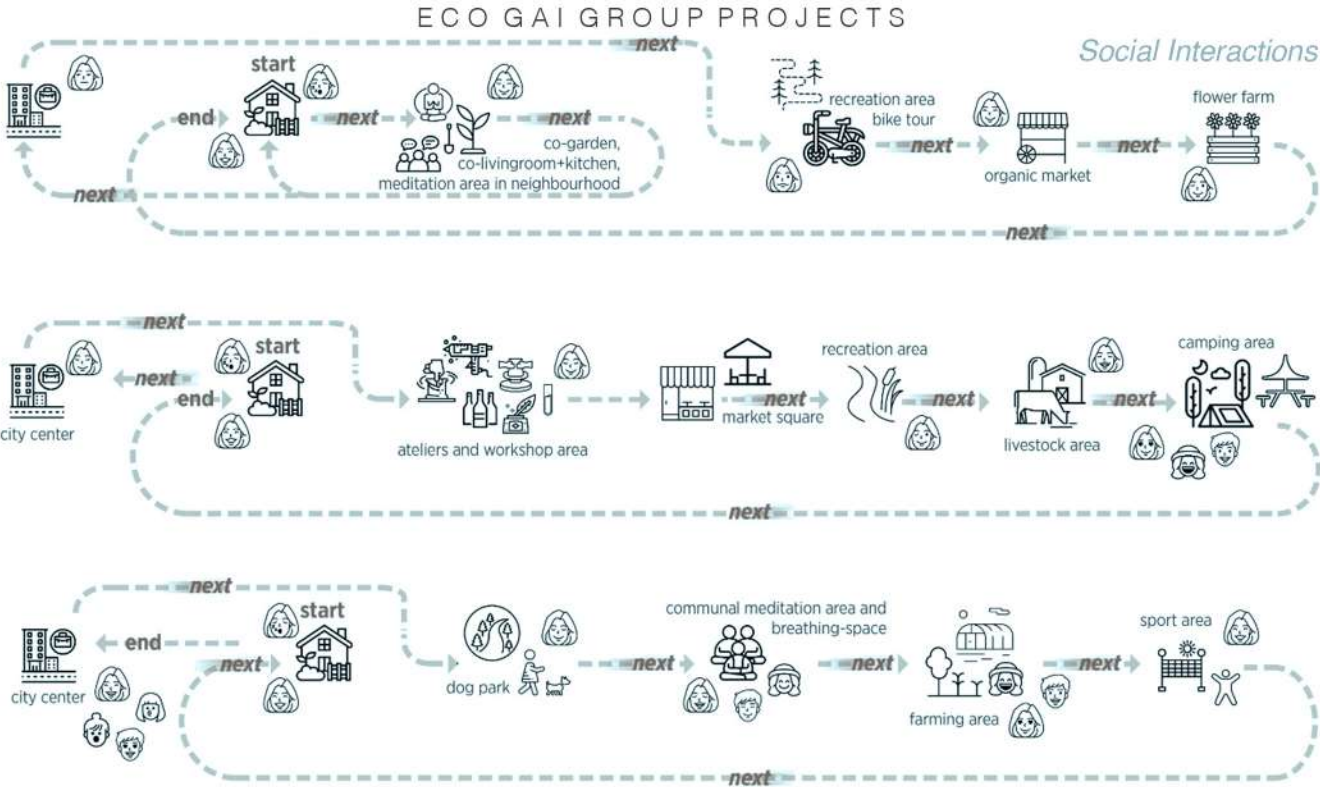 ECO GAI GROUP PROJECTS
Social Interactions
next
start
end
next
next
co-garden,
co-livingroom+kitchen,
meditation area in neighbourhood
next
recreation area
bike tour
next
organic market
next
flower farm
next
next
start
next
end
city center
ateliers and workshop area
next
market square
recreation area
next
livestock area
next
camping area
next
next
start
end
next
city center
dog park
next
communal meditation area and
breathing-space
next
farming area
next
sport area
next